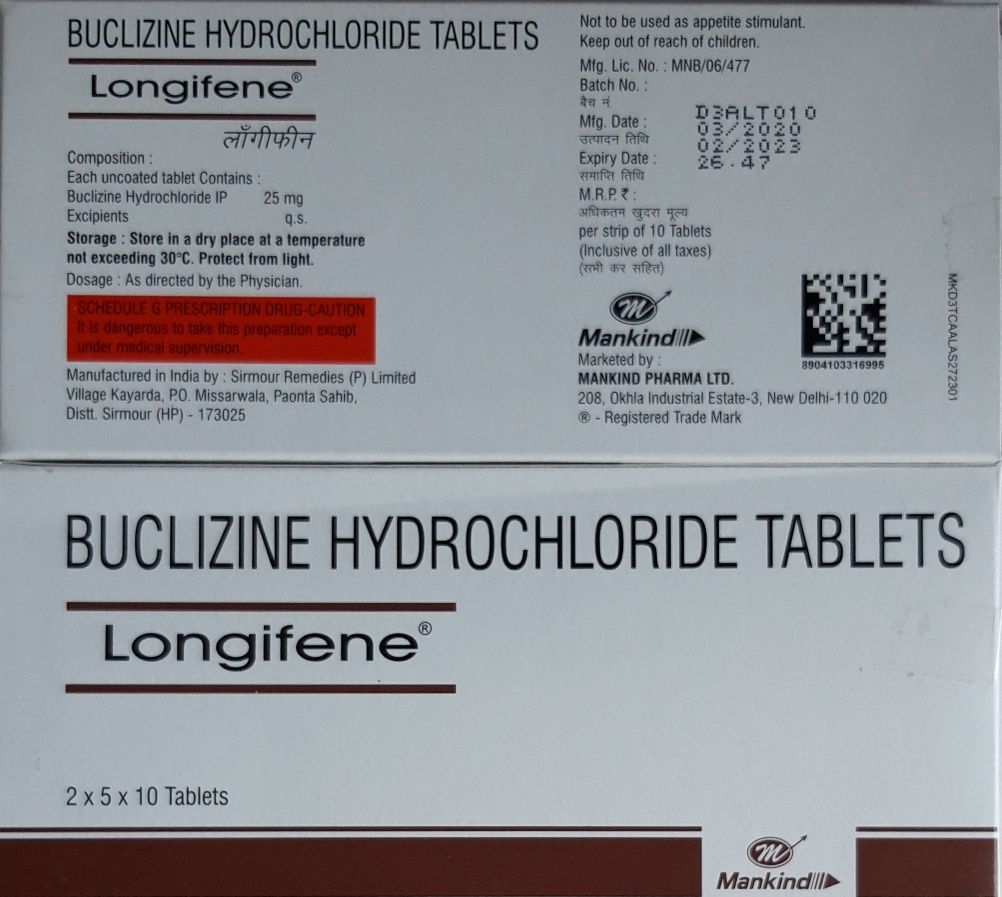 BUCLIZINE HYDROCHLORIDE TABLETS
Longifene®
लाँगीफीन
Composition :
Each uncoated tablet Contains :
Buclizine Hydrochloride IP 25 mg
Excipients q.s.
Storage : Store in a dry place at a temperature
not exceeding 30°C. Protect from light.
Dosage : As directed by the Physician.
SCHEDULE G PRESCRIPTION DRUG-CAUTION
It is dangerous to take this preparation except
under medical supervision.
Manufactured in India by : Sirmour Remedies (P) Limited
Village Kayarda, P.O. Missarwala, Paonta Sahib,
Distt. Sirmour (HP) - 173025
Not to be used as appetite stimulant.
Keep out of reach of children.
Mfg. Lic. No. : MNB/06/477
Batch No. :
बैच नं.
D3ALT010
Mfg. Date :
03/2020
उत्पादन तिथि
02/2023
Expiry Date :
26.47
समाप्ति तिथि
M.R.P. ₹ :
अधिकतम खुदरा मूल्य
per strip of 10 Tablets
(Inclusive of all taxes)
(सभी कर सहित)
Mankind
Marketed by :
MANKIND PHARMA LTD.
208, Okhla Industrial Estate-3, New Delhi-110 020
® - Registered Trade Mark
8904103316995
MKD3TCAALAS272301
BUCLIZINE HYDROCHLORIDE TABLETS
Longifene®
2 x 5 x 10 Tablets
Mankind